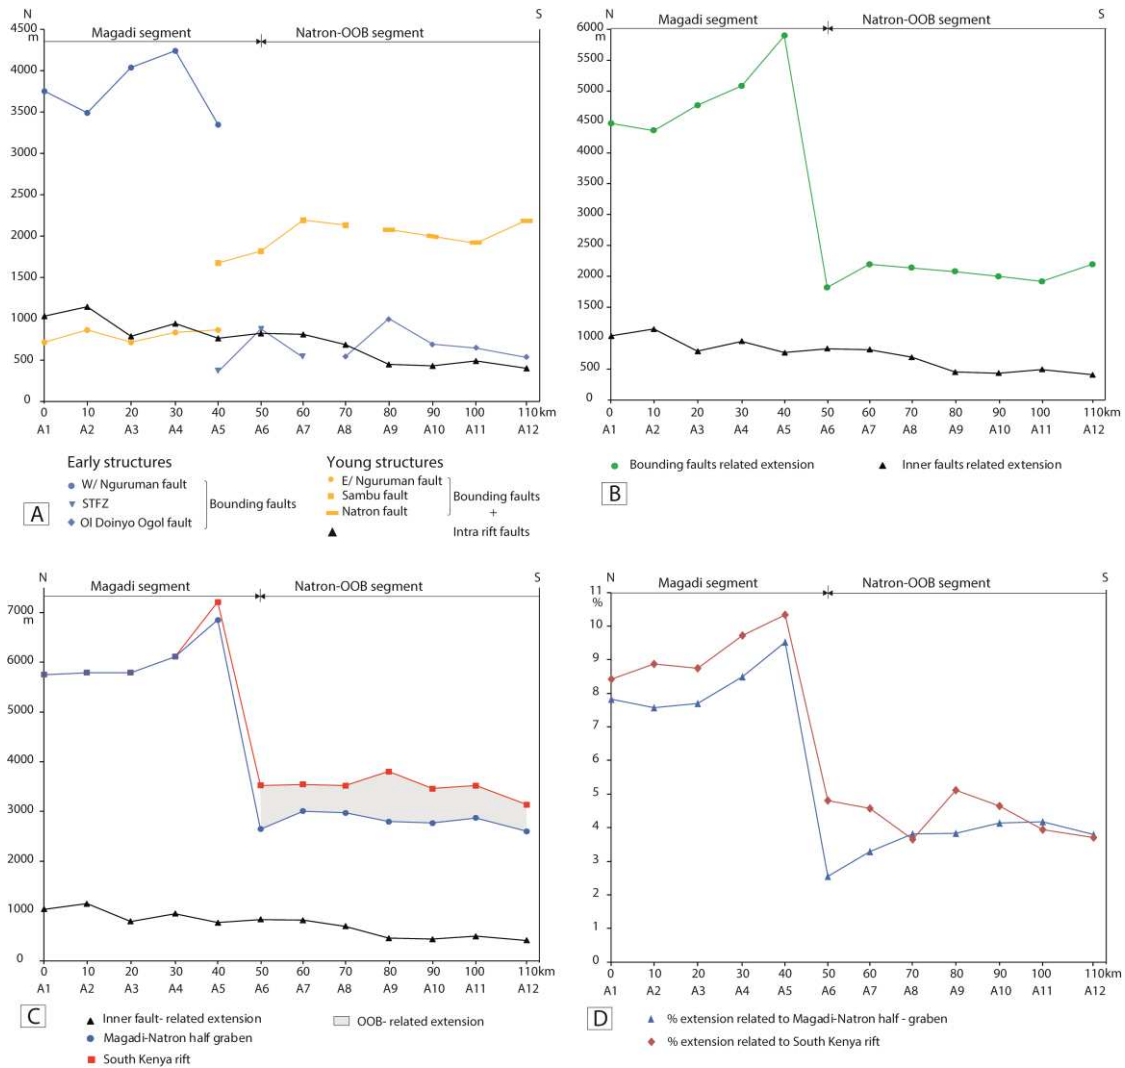 N S
4500
m
Magadi segment Natron-OOB segment
4000
3500
3000
2500
2000
1500
1000
500
0
0 10 20 30 40 50 60 70 80 90 100 110km
A1 A2 A3 A4 A5 A6 A7 A8 A9 A10 A11 A12
Early structures
W/ Nguruman fault
STFZ
Ol Doinyo Ogol fault
Bounding faults
Young structures
E/ Nguruman fault
Sambu fault
Natron fault
Bounding faults
+
Intra rift faults
A
N S
6000
m
Magadi segment Natron-OOB segment
5500
5000
4500
4000
3500
3000
2500
2000
1500
1000
500
0
0 10 20 30 40 50 60 70 80 90 100 110km
A1 A2 A3 A4 A5 A6 A7 A8 A9 A10 A11 A12
Bounding faults related extension Inner faults related extension
B
N S
Magadi segment Natron-OOB segment
7000
m
6000
5000
4000
3000
2000
1000
0
0 10 20 30 40 50 60 70 80 90 100 110km
A1 A2 A3 A4 A5 A6 A7 A8 A9 A10 A11 A12
C
Inner fault- related extension OOB- related extension
Magadi-Natron half graben
South Kenya rift
N S
Magadi segment Natron-OOB segment
11
%
10
9
8
7
6
5
4
3
2
1
0
0 10 20 30 40 50 60 70 80 90 100 110km
A1 A2 A3 A4 A5 A6 A7 A8 A9 A10 A11 A12
D
% extension related to Magadi-Natron half - graben
% extension related to South Kenya rift